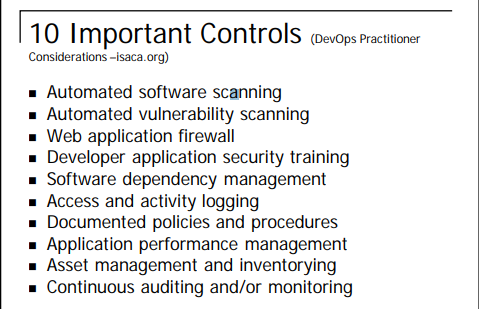 10 Important Controls (DevOps Practitioner
Considerations –isaca.org)
■ Automated software scanning
■ Automated vulnerability scanning
■ Web application firewall
■ Developer application security training
■ Software dependency management
■ Access and activity logging
■ Documented policies and procedures
■ Application performance management
■ Asset management and inventorying
■ Continuous auditing and/or monitoring